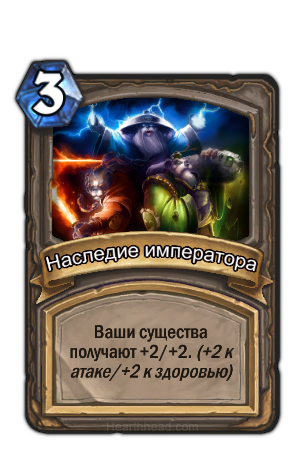 3
Наследие императора
Ваши существа
получают +2/+2. (+2 к
атаке/+2 к здоровью)
Hearthhead.com